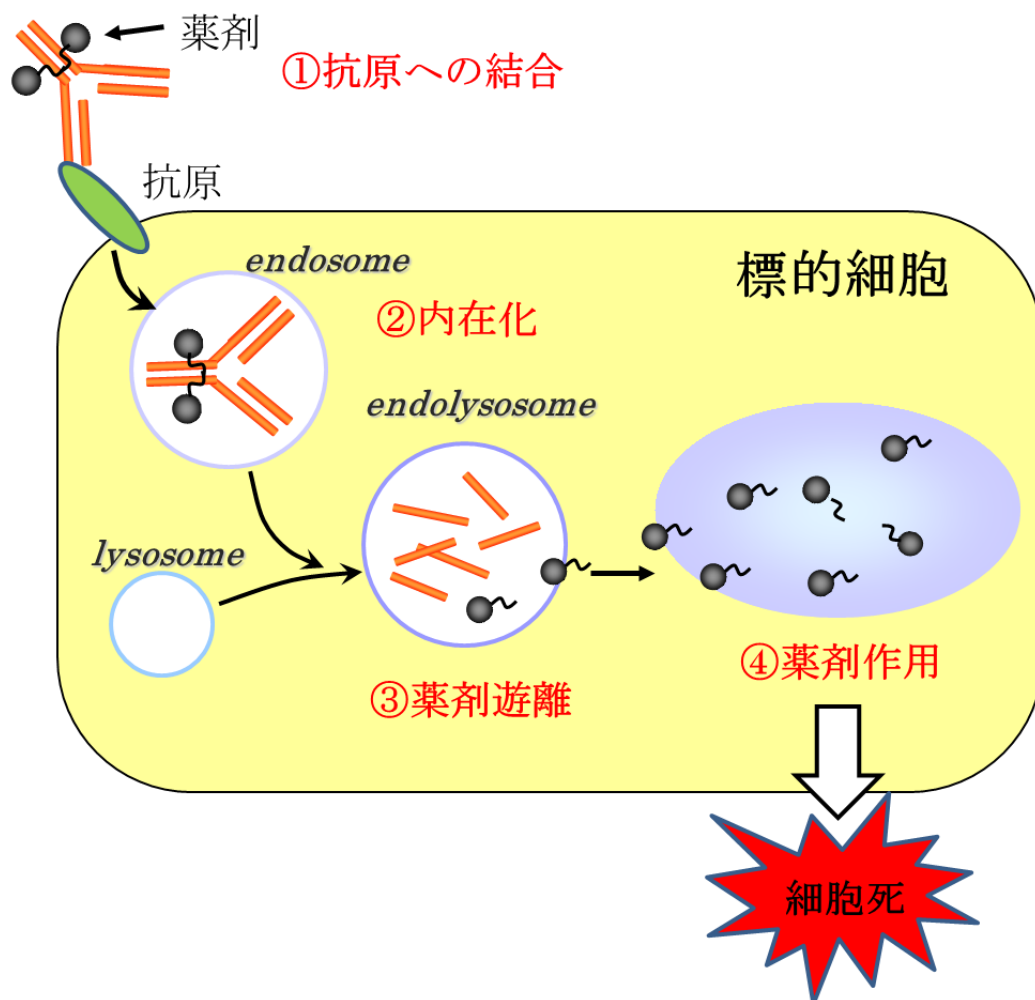 薬剤
①抗原への結合
抗原
endosome
標的細胞
②内在化
endolysosome
lysosome
③薬剤遊離
④薬剤作用
細胞死